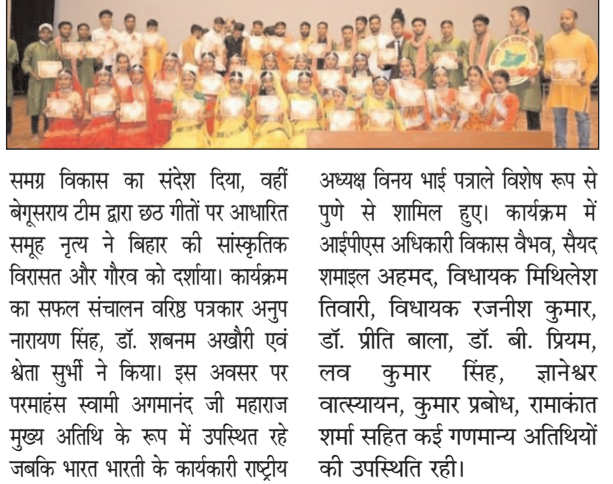 समग्र विकास का संदेश दिया, वहीं
बेगूसराय टीम द्वारा छठ गीतों पर आधारित
समूह नृत्य ने बिहार की सांस्कृतिक
विरासत और गौरव को दर्शाया। कार्यक्रम
का सफल संचालन वरिष्ठ पत्रकार अनुप
नारायण सिंह, डॉ. शबनम अखौरी एवं
श्वेता सुर्भी ने किया। इस अवसर पर
परमाहंस स्वामी अगमानंद जी महाराज
मुख्य अतिथि के रूप में उपस्थित रहे
जबकि भारत भारती के कार्यकारी राष्ट्रीय
अध्यक्ष विनय भाई पत्राले विशेष रूप से
पुणे से शामिल हुए। कार्यक्रम में
आईपीएस अधिकारी विकास वैभव, सैयद
शमाइल अहमद, विधायक मिथिलेश
तिवारी, विधायक रजनीश कुमार,
डॉ. प्रीति बाला, डॉ. बी. प्रियम,
लव कुमार सिंह, ज्ञानेश्वर
वात्स्यायन, कुमार प्रबोध, रामाकांत
शर्मा सहित कई गणमान्य अतिथियों
की उपस्थिति रही।